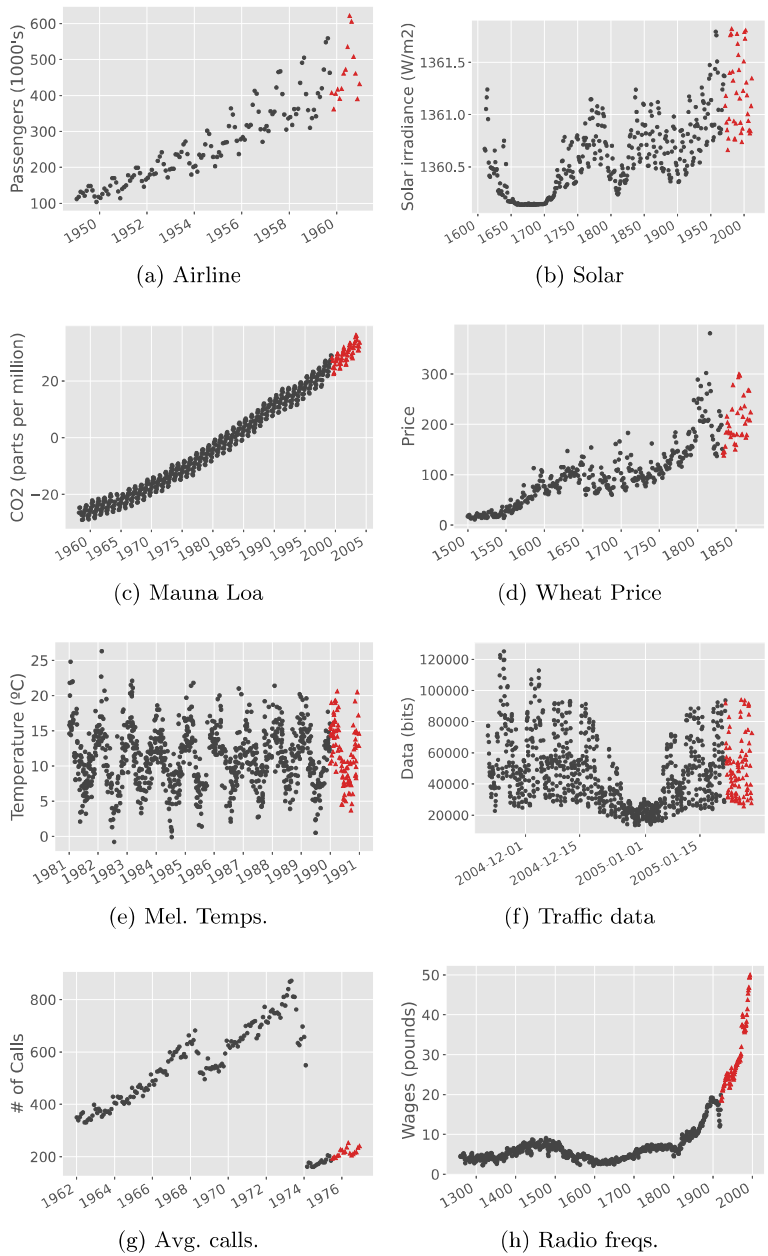 Passengers (1000's)
600
500
400
300
200
100
1950 1952 1954 1956 1958 1960
(a) Airline
Solar irradiance (W/m2)
1361.5
1361.0
1360.5
1600 1650 1700 1750 1800 1850 1900 1950 2000
(b) Solar
CO2 (parts per million)
20
0
−20
1960 1965 1970 1975 1980 1985 1990 1995 2000 2005
(c) Mauna Loa
Price
300
200
100
0
1500 1550 1600 1650 1700 1750 1800 1850
(d) Wheat Price
Temperature (ºC)
25
20
15
10
5
0
1981 1982 1983 1984 1985 1986 1987 1988 1989 1990 1991
(e) Mel. Temps.
Data (bits)
120000
100000
80000
60000
40000
20000
2004-12-01 2004-12-15 2005-01-01 2005-01-15
(f) Traffic data
# of Calls
800
600
400
200
1962 1964 1966 1968 1970 1972 1974 1976
(g) Avg. calls.
Wages (pounds)
50
40
30
20
10
0
1300 1400 1500 1600 1700 1800 1900 2000
(h) Radio freqs.